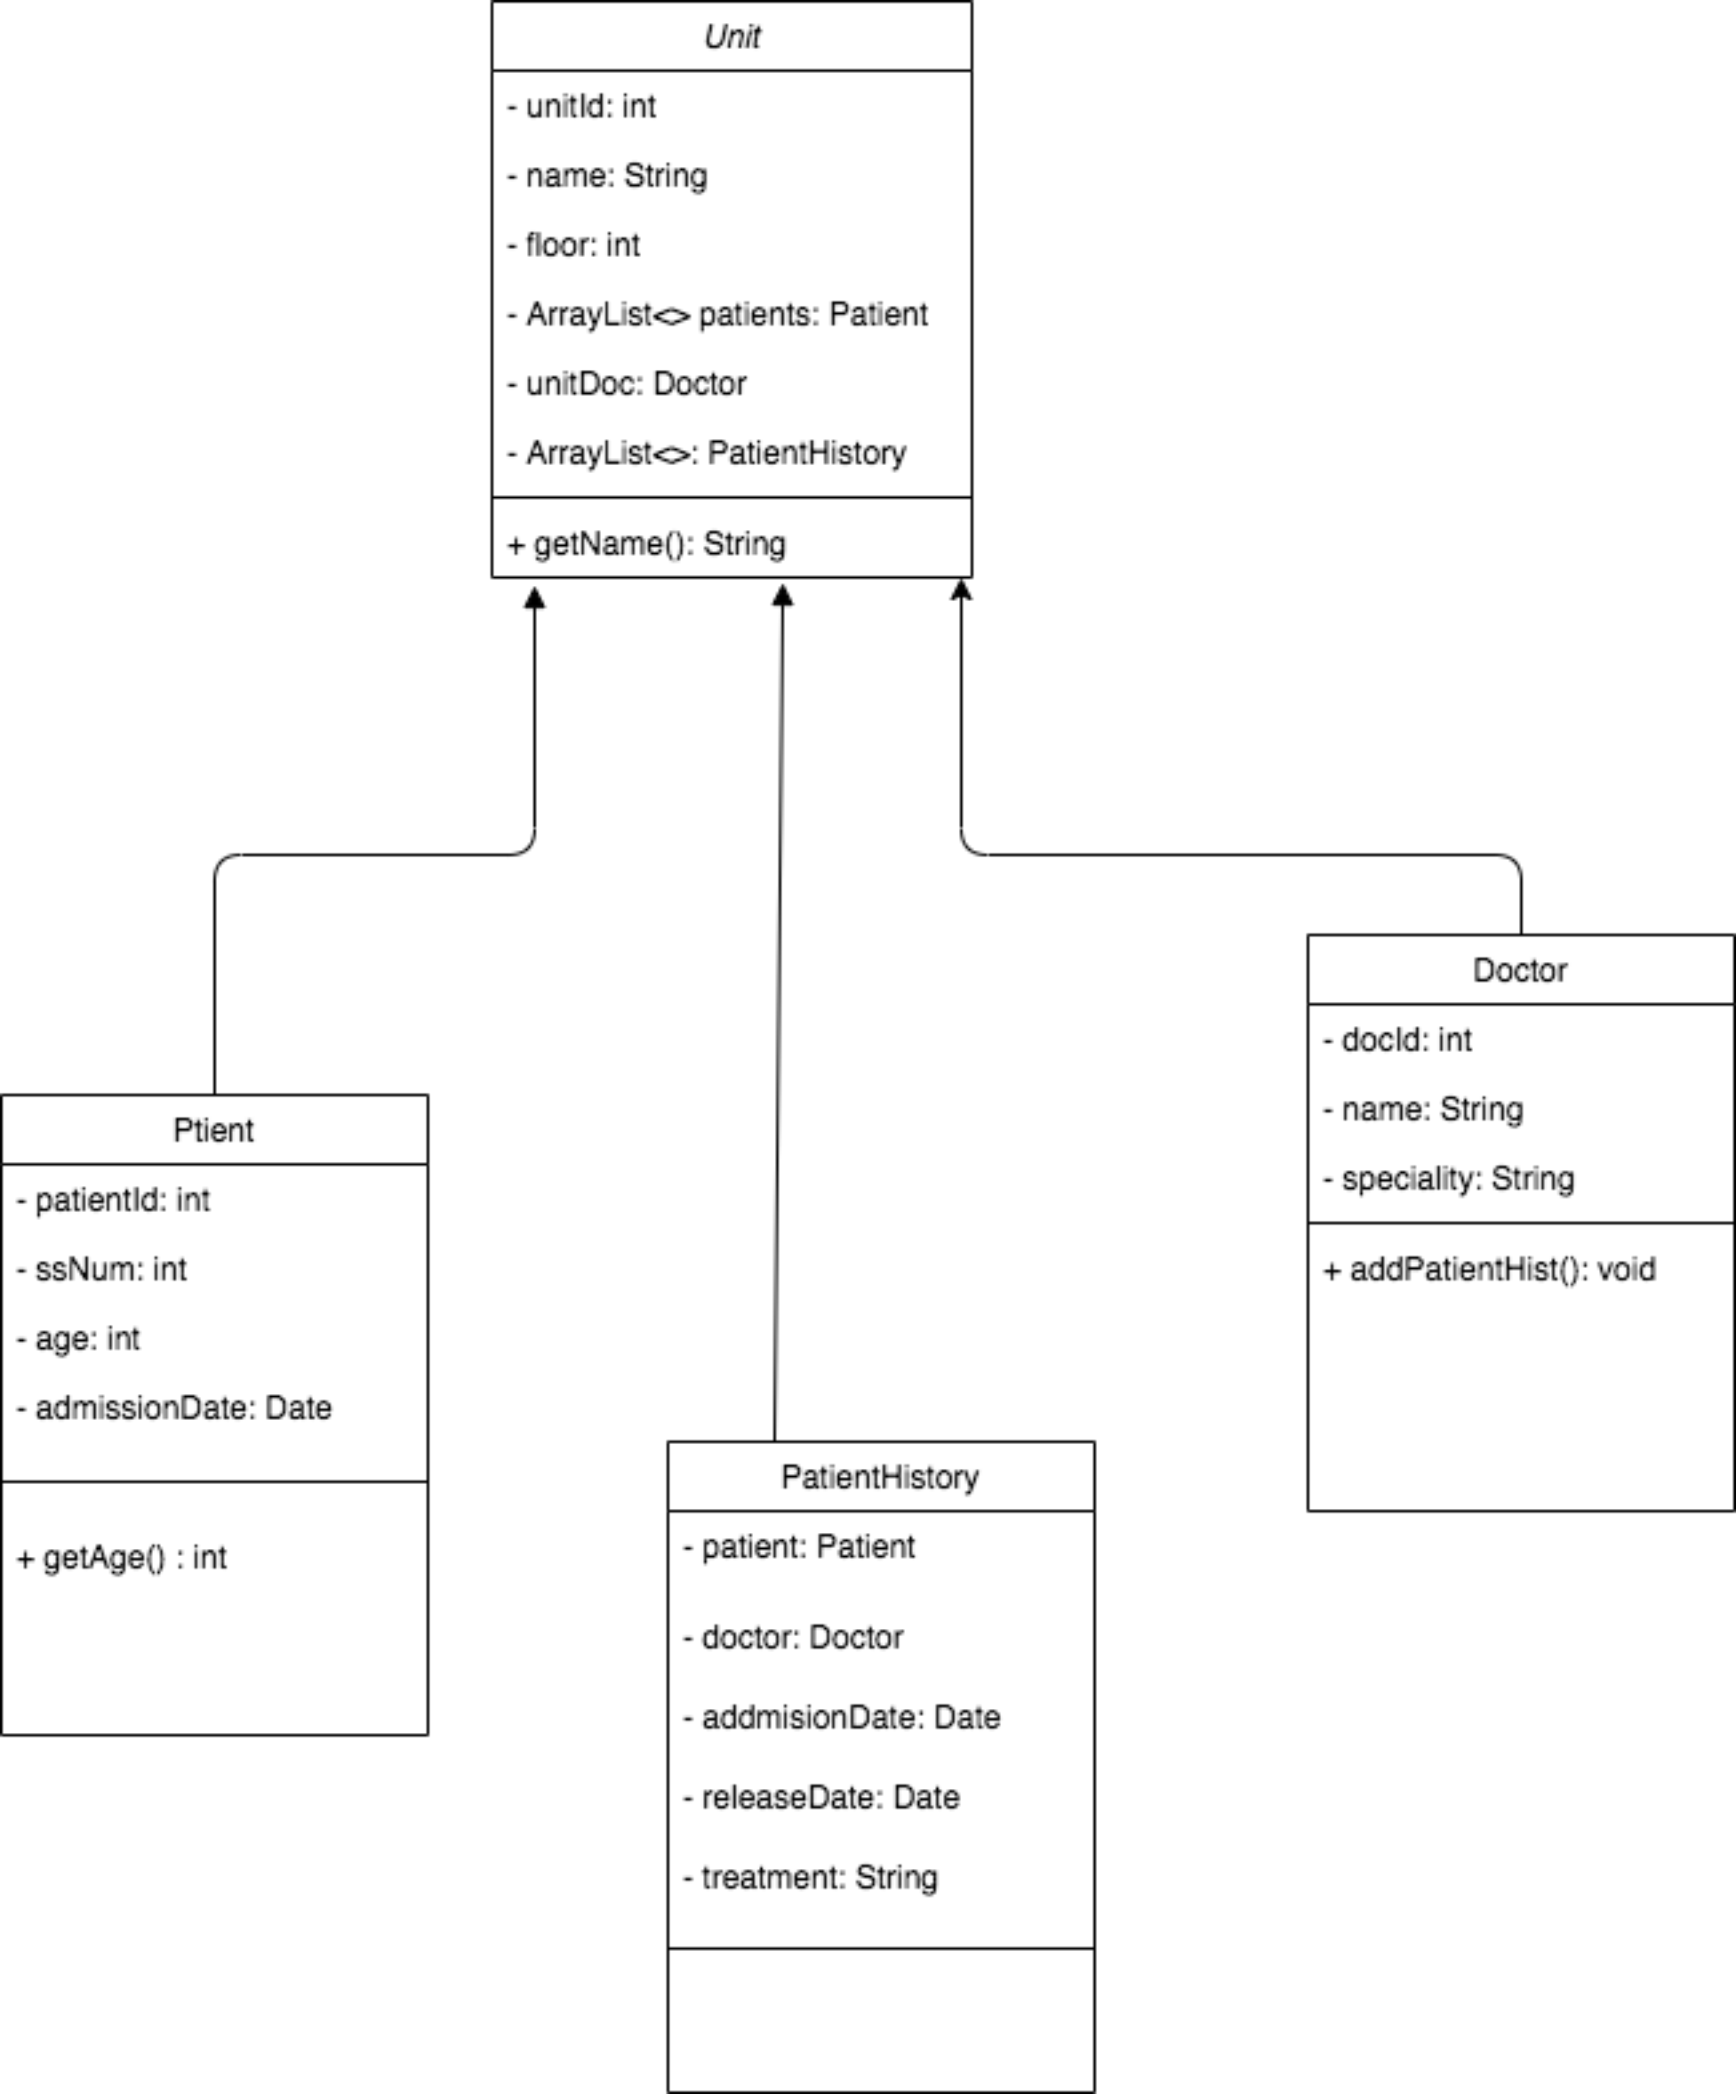 Unit
- unitId: int
- name: String
- floor: int
- ArrayList<> patients: Patient
- unitDoc: Doctor
- ArrayList<>: PatientHistory
+ getName(): String
Ptient
- patientId: int
- ssNum: int
- age: int
- admissionDate: Date
+ getAge() : int
PatientHistory
- patient: Patient
- doctor: Doctor
- addmisionDate: Date
- releaseDate: Date
- treatment: String
Doctor
- docId: int
- name: String
- speciality: String
+ addPatientHist(): void